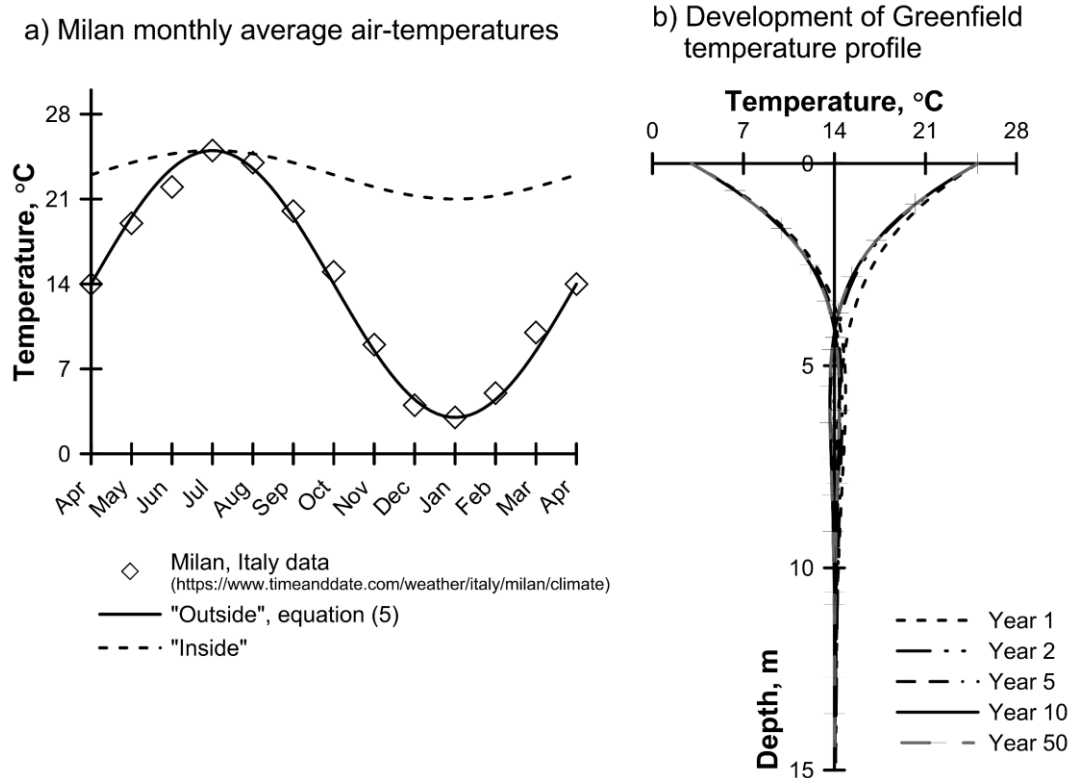 a) Milan monthly average air-temperatures
Temperature, °C
28
21
14
7
0
Apr
May
Jun
Jul
Aug
Sep
Oct
Nov
Dec
Jan
Feb
Mar
Apr
Milan, Italy data
(https://www.timeanddate.com/weather/italy/milan/climate)
"Outside", equation (5)
"Inside"
b) Development of Greenfield
temperature profile
Temperature, °C
0 7 14 21 28
0
5
10
15
Depth, m
Year 1
Year 2
Year 5
Year 10
Year 50